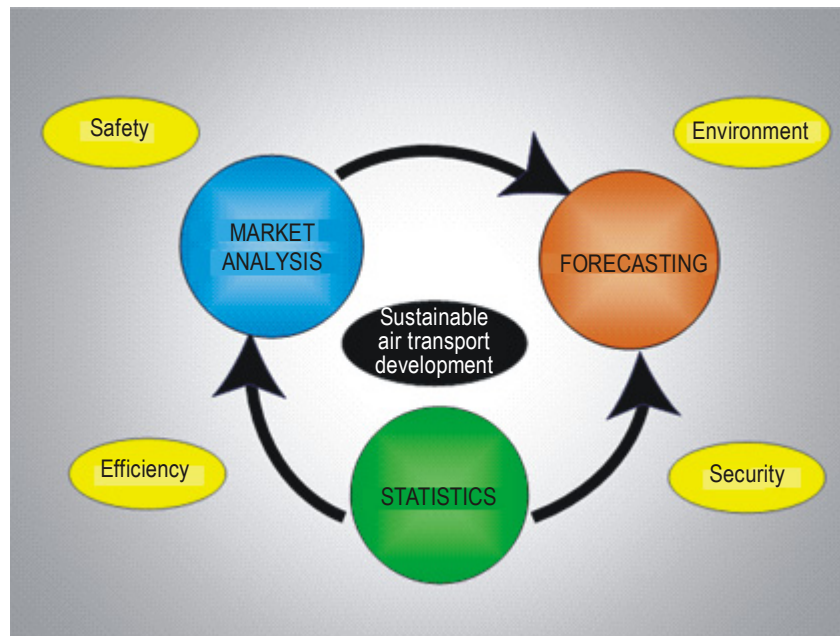 Safety
Environment
MARKET
ANALYSIS
FORECASTING
Sustainable
air transport
development
Efficiency
Security
STATISTICS